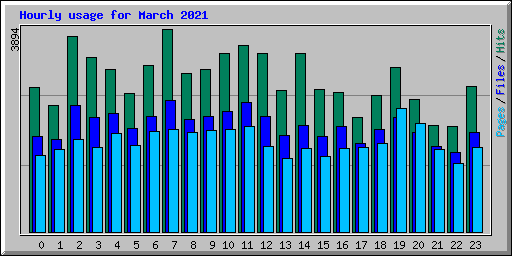 Hourly usage for March 2021
3894
Pages/Files/Hits
0 1 2 3 4 5 6 7 8 9 10 11 12 13 14 15 16 17 18 19 20 21 22 23